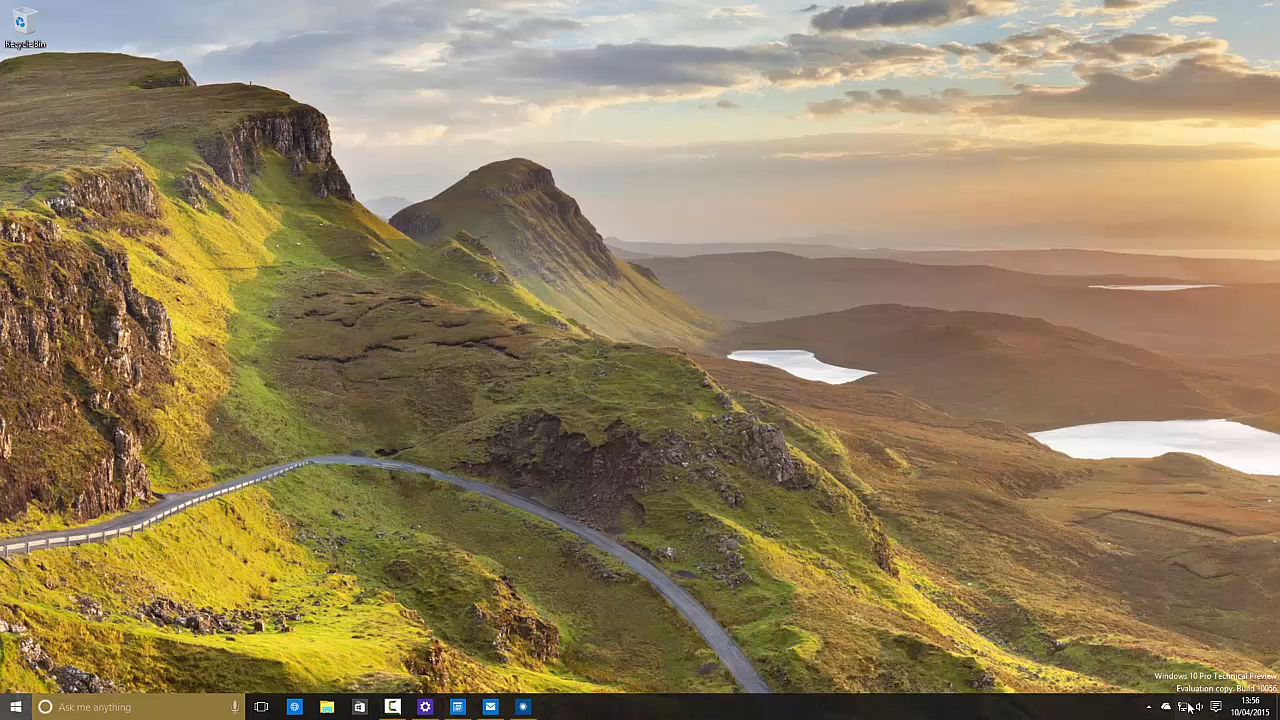 Recycle Bin
Windows 10 Pro Technical Preview
Evaluation copy. Build 10056
Ask me anything
13:56
10/04/2015